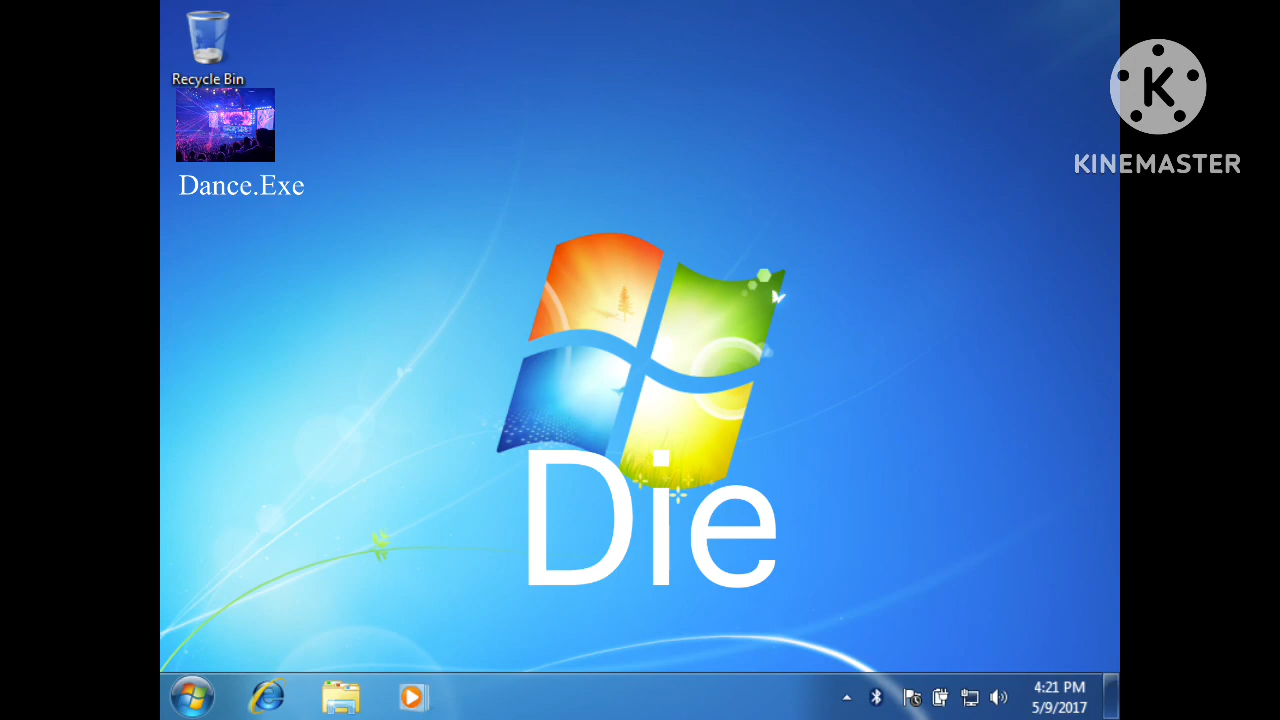 Recycle Bin
Dance.Exe
KINEMASTER
Die
4:21 PM
5/9/2017